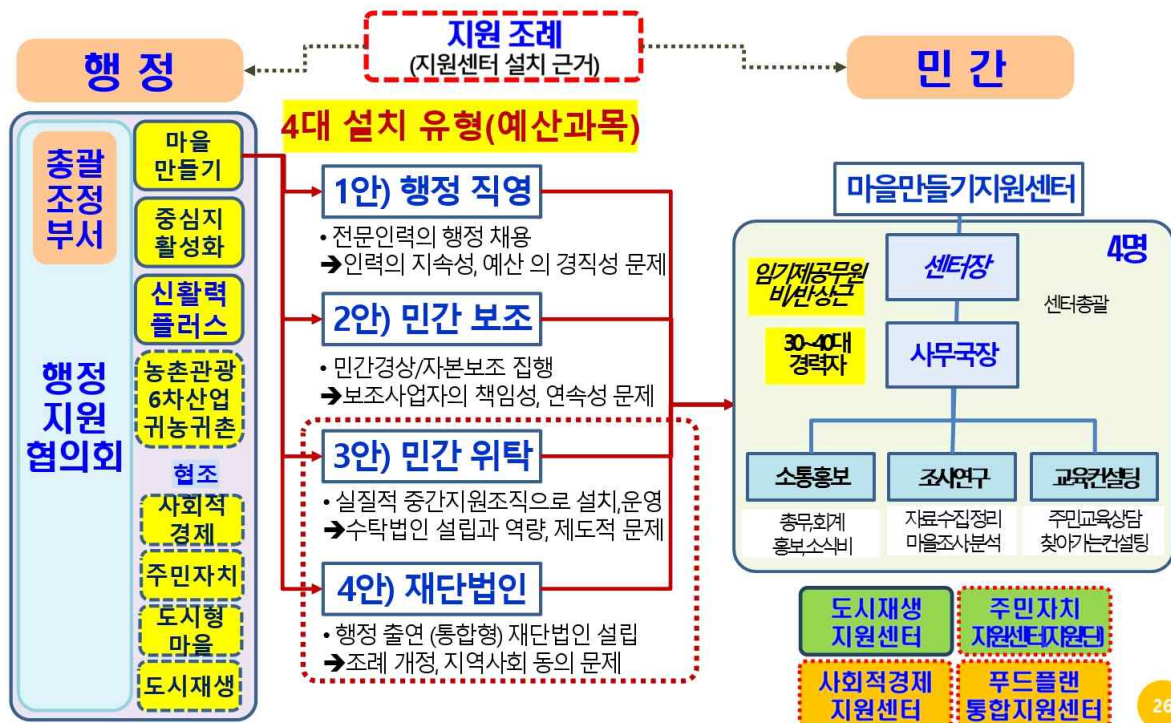 지원 조례
(지원센터 설치 근거)
행 정
민 간
총괄
조정
부서
행정
지원
협의회
마을
만들기
중심지
활성화
신활력
플러스
농촌관광
6차산업
귀농귀촌
협조
사회적
경제
주민자치
도시형
마을
도시재생
4대 설치 유형(예산과목)
1안) 행정 직영
• 전문인력의 행정 채용
➔인력의 지속성, 예산 의 경직성 문제
2안) 민간 보조
• 민간경상/자본보조 집행
➔보조사업자의 책임성, 연속성 문제
3안) 민간 위탁
• 실질적 중간지원조직으로 설치,운영
➔수탁법인 설립과 역량, 제도적 문제
4안) 재단법인
• 행정 출연 (통합형) 재단법인 설립
➔조례 개정, 지역사회 동의 문제
마을만들기지원센터
4명
임기제공무원
비/반상근
센터장
센터총괄
30~40대
경력자
사무국장
소통홍보
조사연구
교육컨설팅
총무,회계
홍보,소식비
자료수집,정리
마을조사,분석
주민교육,상담
찾아가는컨설팅
도시재생
지원센터
주민자치
지원센터(지원단)
사회적경제
지원센터
푸드플랜
통합지원센터
26